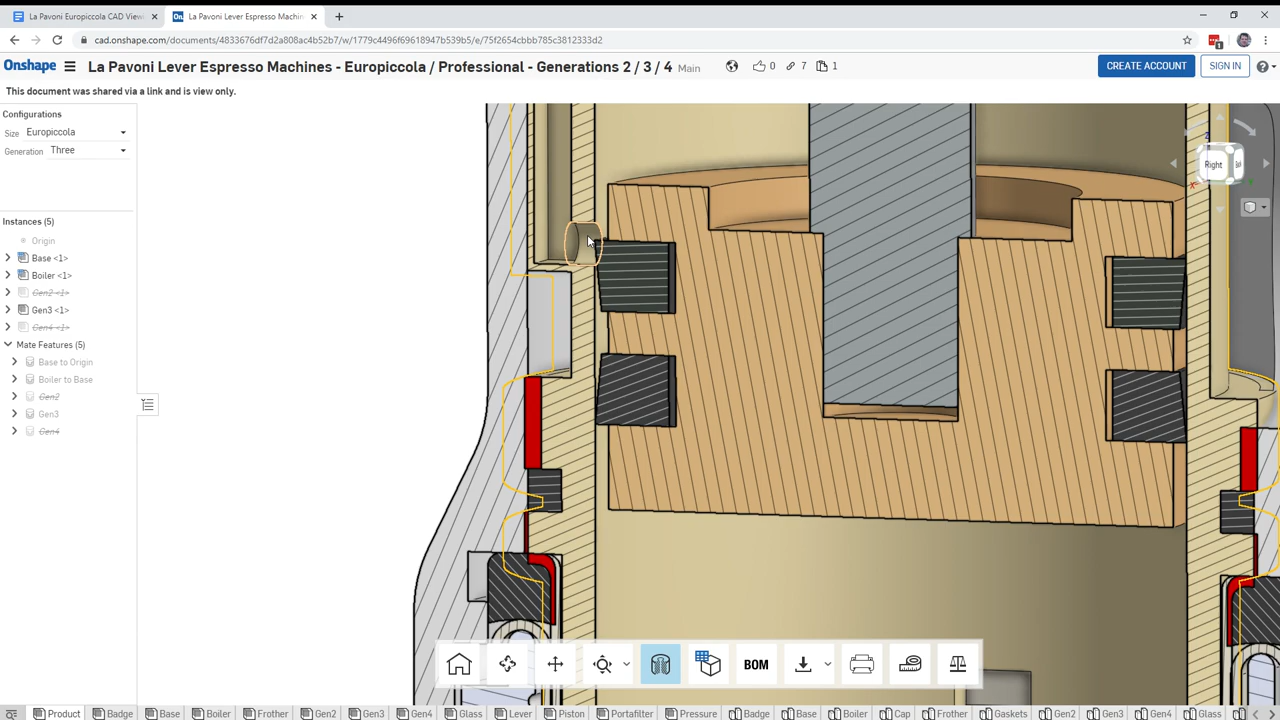 La Pavoni Europiccola CAD View
La Pavoni Lever Espresso Machin
cad.onshape.com/documents/4833676df7d2a808ac4b52b7/w/1779c4496f69618947b539b5/e/75f2654cbbb785c3812333d2
1
Onshape
La Pavoni Lever Espresso Machines - Europiccola / Professional - Generations 2 / 3 / 4
Main
0
7
1
CREATE ACCOUNT
SIGN IN
This document was shared via a link and is view only.
Configurations
Size Europiccola
Generation Three
Instances (5)
Origin
Base <1>
Boiler <1>
Gen2 <1>
Gen3 <1>
Gen4 <1>
Mate Features (5)
Base to Origin
Boiler to Base
Gen2
Gen3
Gen4
Z
Right
X
BOM
Product Badge Base Boiler Frother Gen2 Gen3 Gen4 Glass Lever Piston Portafilter Pressure Badge Base Boiler Cap Frother Gaskets Gen2 Gen3 Gen4 Glass